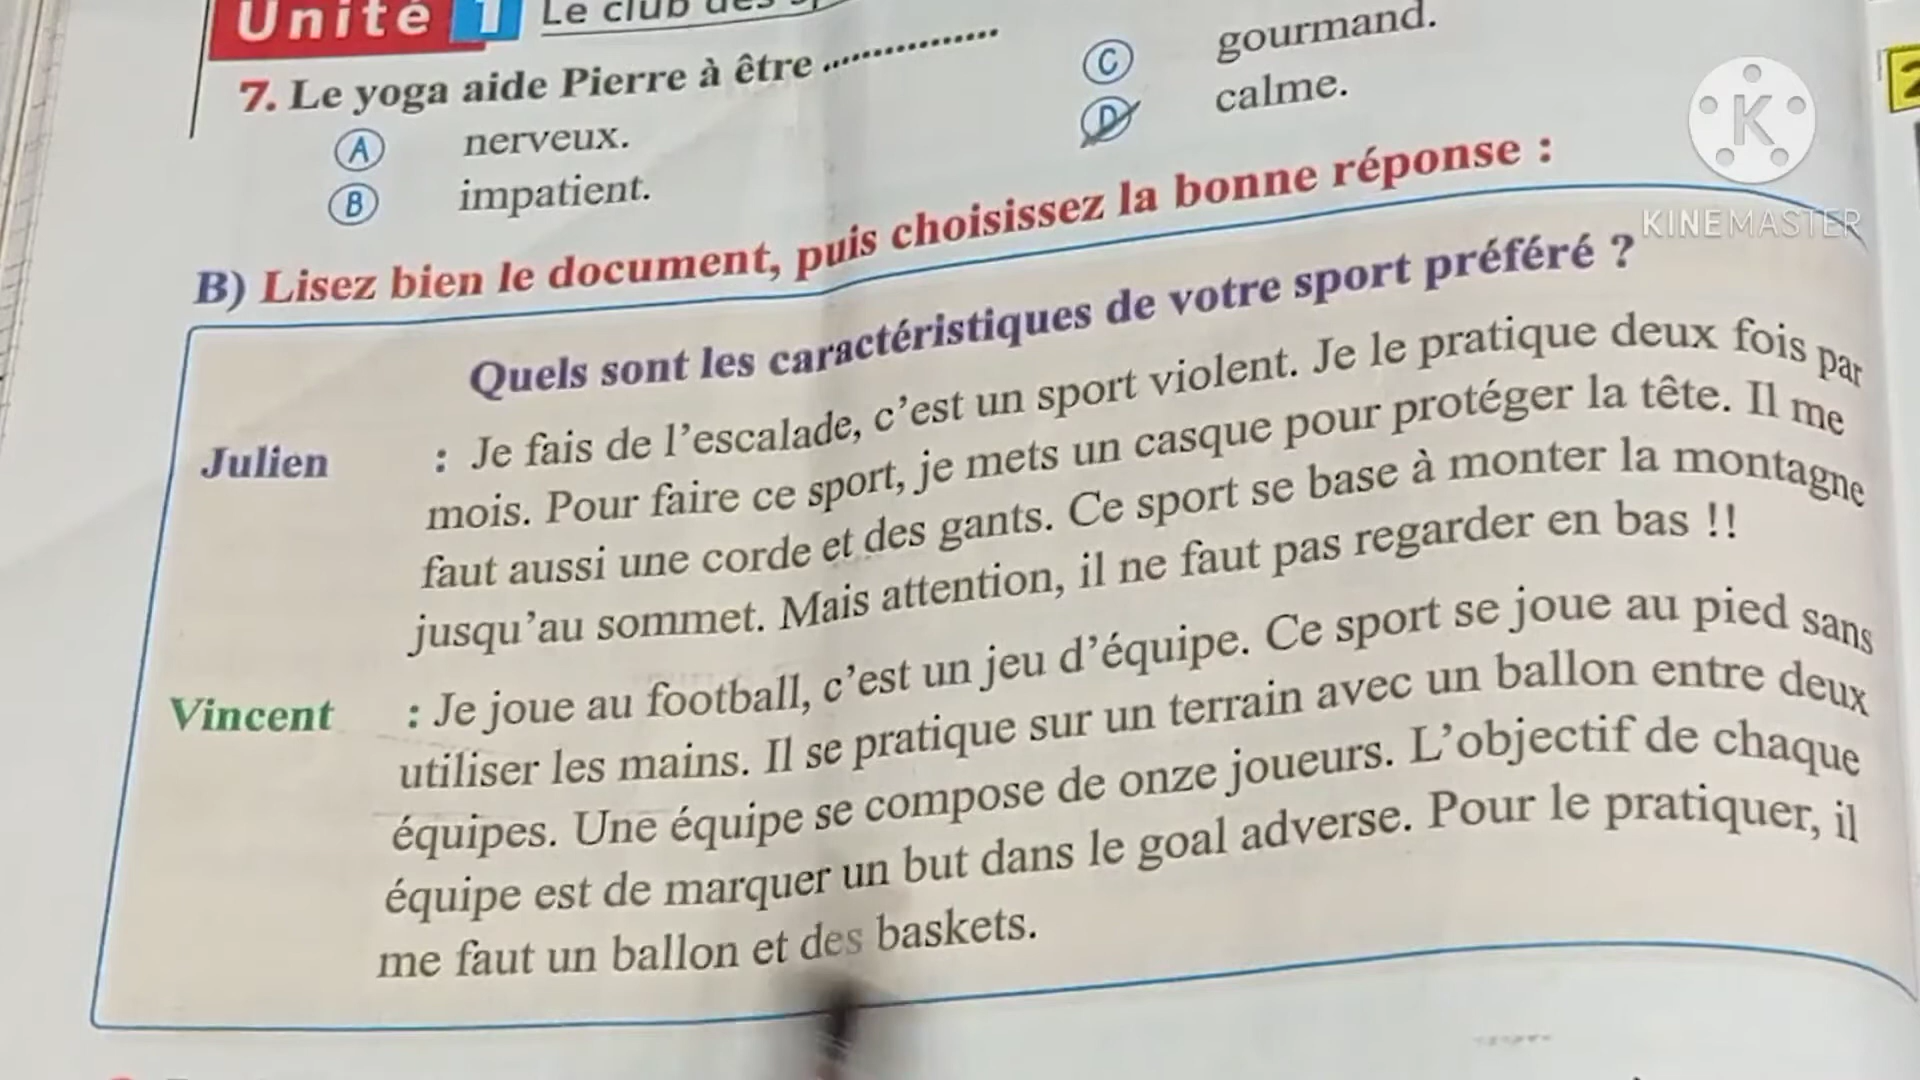 Unité 1 Le club des
7. Le yoga aide Pierre à être ...............
A nerveux.
B impatient.
C gourmand.
D calme.
B) Lisez bien le document, puis choisissez la bonne réponse :
Quels sont les caractéristiques de votre sport préféré ?
Julien : Je fais de l'escalade, c'est un sport violent. Je le pratique deux fois par
mois. Pour faire ce sport, je mets un casque pour protéger la tête. Il me
faut aussi une corde et des gants. Ce sport se base à monter la montagne
jusqu'au sommet. Mais attention, il ne faut pas regarder en bas !!
Vincent : Je joue au football, c'est un jeu d'équipe. Ce sport se joue au pied sans
utiliser les mains. Il se pratique sur un terrain avec un ballon entre deux
équipes. Une équipe se compose de onze joueurs. L'objectif de chaque
équipe est de marquer un but dans le goal adverse. Pour le pratiquer, il
me faut un ballon et des baskets.
K
KINEMASTER
2